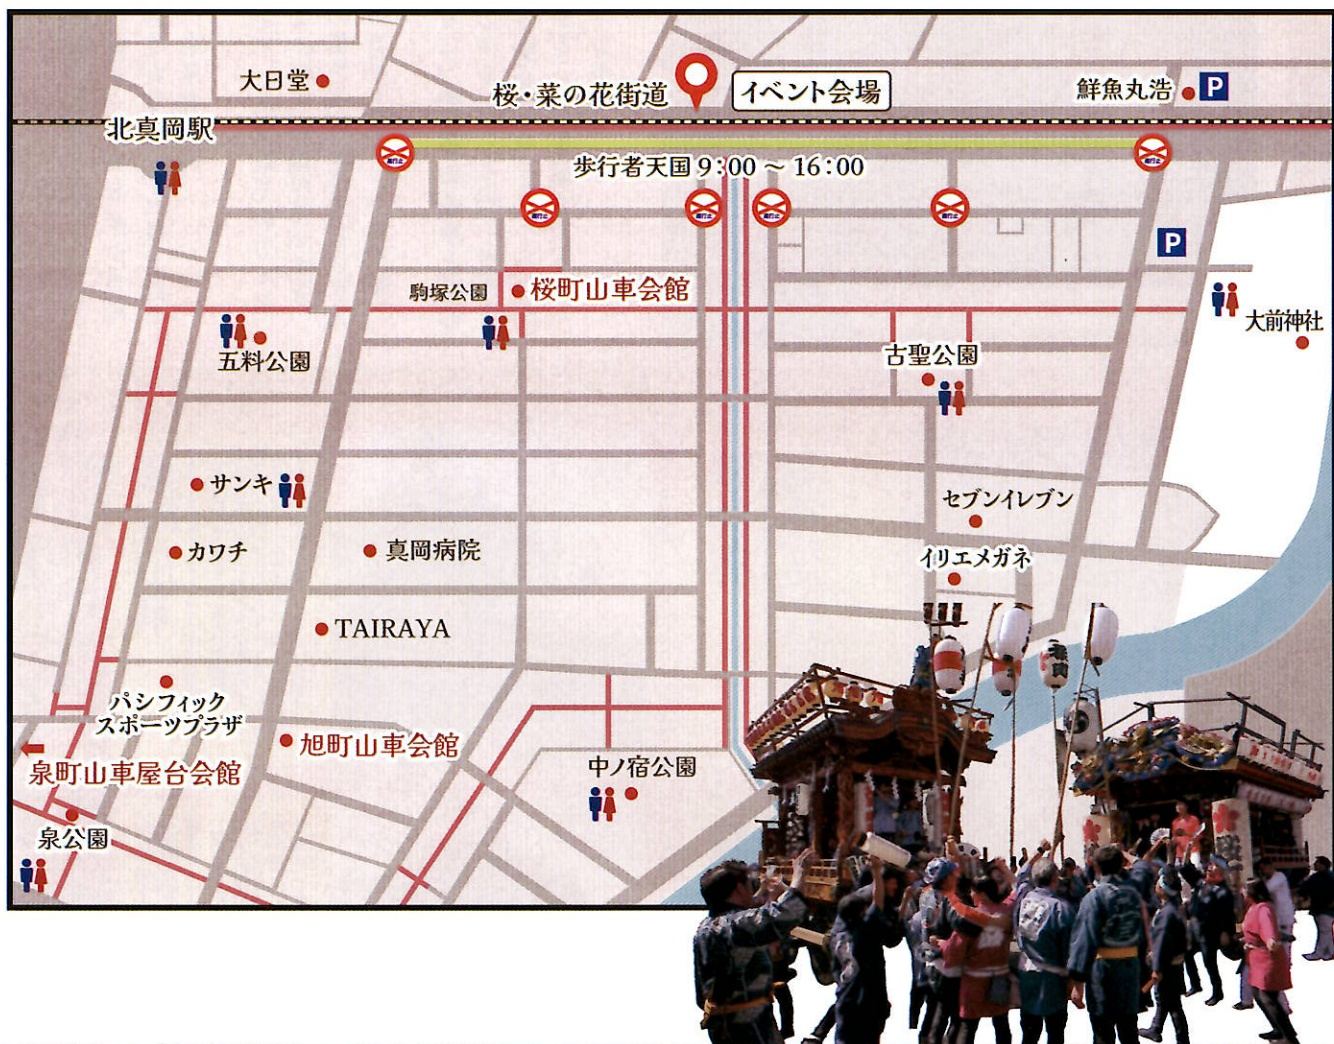 大日堂
桜・菜の花街道
イベント会場
鮮魚丸浩
P
北真岡駅
歩行者天国 9:00 ～ 16:00
P
駒塚公園
桜町山車会館
五料公園
古聖公園
大前神社
サンキ
セブンイレブン
カワチ
真岡病院
イリエメガネ
TAIRAYA
パシフィック
スポーツプラザ
旭町山車会館
泉町山車屋台会館
中ノ宿公園
泉公園